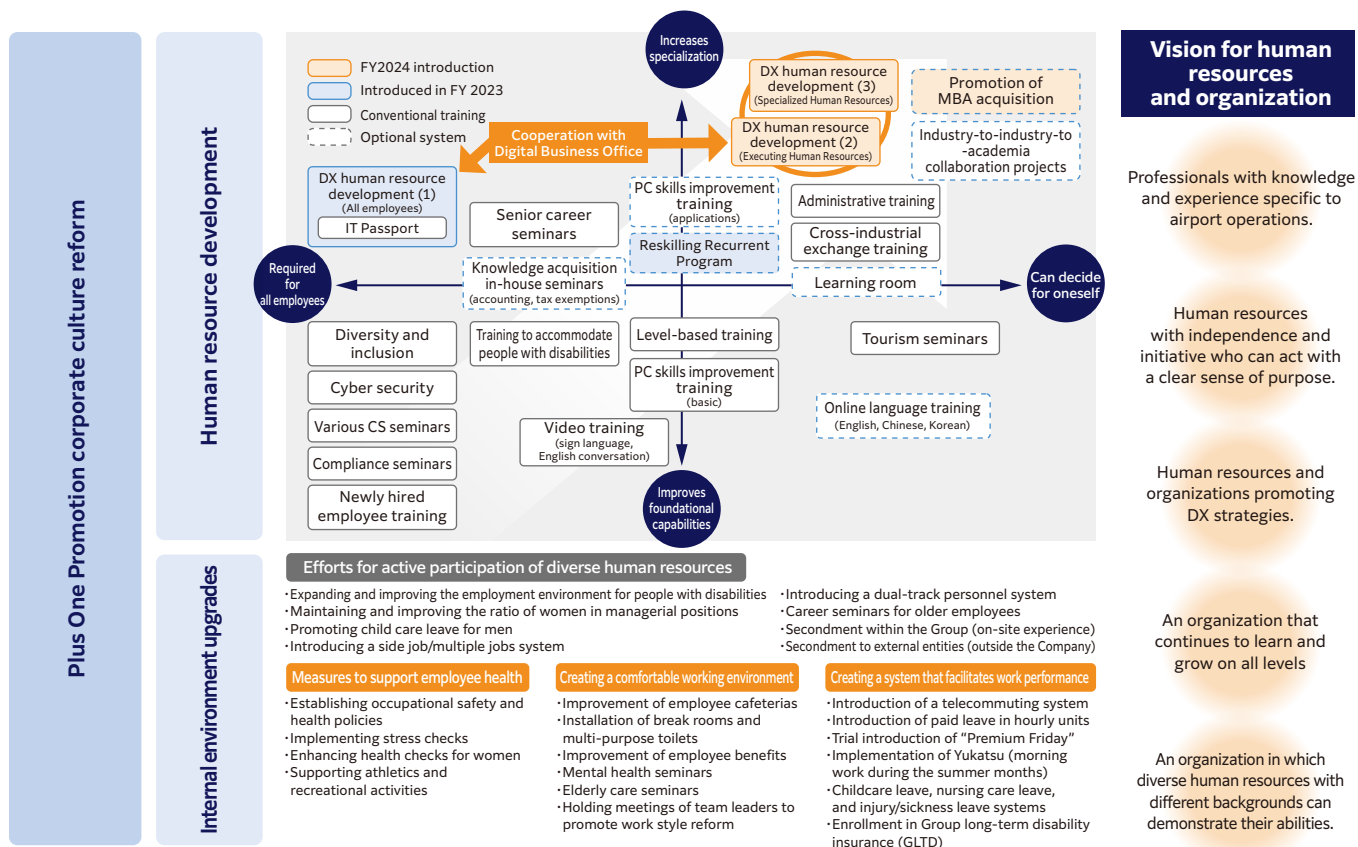 Plus One Promotion corporate culture reform
Human resource development
Internal environment upgrades
FY2024 introduction
Introduced in FY 2023
Conventional training
Optional system
Increases
specialization
Required
for
all employees
Can decide
for oneself
Improves
foundational
capabilities
Cooperation with
Digital Business Office
DX human resource
development (3)
(Specialized Human Resources)
DX human resource
development (2)
(Executing Human Resources)
Promotion of
MBA acquisition
Industry-to-industry-to
-academia
collaboration projects
DX human resource
development (1)
(All employees)
IT Passport
Senior career
seminars
PC skills improvement
training
(applications)
Administrative training
Cross-industrial
exchange training
Reskilling Recurrent
Program
Knowledge acquisition
in-house seminars
(accounting, tax exemptions)
Learning room
Diversity and
inclusion
Training to accommodate
people with disabilities
Level-based training
Tourism seminars
Cyber security
PC skills improvement
training
(basic)
Various CS seminars
Video training
(sign language,
English conversation)
Online language training
(English, Chinese, Korean)
Compliance seminars
Newly hired
employee training
Efforts for active participation of diverse human resources
・Expanding and improving the employment environment for people with disabilities
・Maintaining and improving the ratio of women in managerial positions
・Promoting child care leave for men
・Introducing a side job/multiple jobs system
・Introducing a dual-track personnel system
・Career seminars for older employees
・Secondment within the Group (on-site experience)
・Secondment to external entities (outside the Company)
Measures to support employee health
・Establishing occupational safety and
health policies
・Implementing stress checks
・Enhancing health checks for women
・Supporting athletics and
recreational activities
Creating a comfortable working environment
・Improvement of employee cafeterias
・Installation of break rooms and
multi-purpose toilets
・Improvement of employee benefits
・Mental health seminars
・Elderly care seminars
・Holding meetings of team leaders to
promote work style reform
Creating a system that facilitates work performance
・Introduction of a telecommuting system
・Introduction of paid leave in hourly units
・Trial introduction of “Premium Friday”
・Implementation of Yukatsu (morning
work during the summer months)
・Childcare leave, nursing care leave,
and injury/sickness leave systems
・Enrollment in Group long-term disability
insurance (GLTD)
Vision for human
resources
and organization
Professionals with knowledge
and experience specific to
airport operations.
Human resources
with independence and
initiative who can act with
a clear sense of purpose.
Human resources and
organizations promoting
DX strategies.
An organization that
continues to learn and
grow on all levels
An organization in which
diverse human resources with
different backgrounds can
demonstrate their abilities.